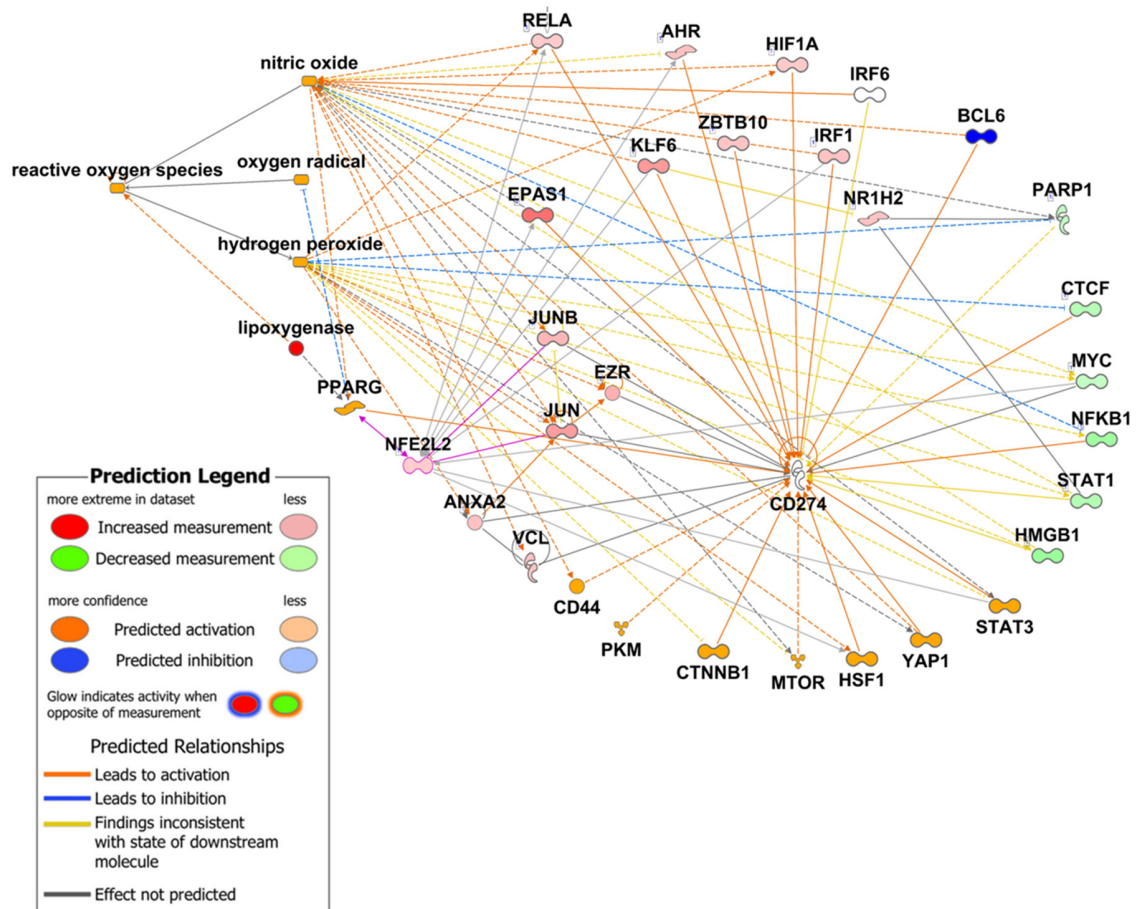 RELA
AHR
HIF1A
nitric oxide
IRF6
BCL6
ZBTB10
IRF1
KLF6
oxygen radical
reactive oxygen species
EPAS1
NR1H2
PARP1
hydrogen peroxide
CTCF
lipoxygenase
JUNB
MYC
EZR
PPARG
JUN
NFKB1
NFE2L2
STAT1
CD274
ANXA2
VCL
HMGB1
CD44
STAT3
PKM
CTNNB1
MTOR
HSF1
YAP1
Prediction Legend
more extreme in dataset less
Increased measurement
Decreased measurement
more confidence less
Predicted activation
Predicted inhibition
Glow indicates activity when
opposite of measurement
Predicted Relationships
Leads to activation
Leads to inhibition
Findings inconsistent
with state of downstream
molecule
Effect not predicted